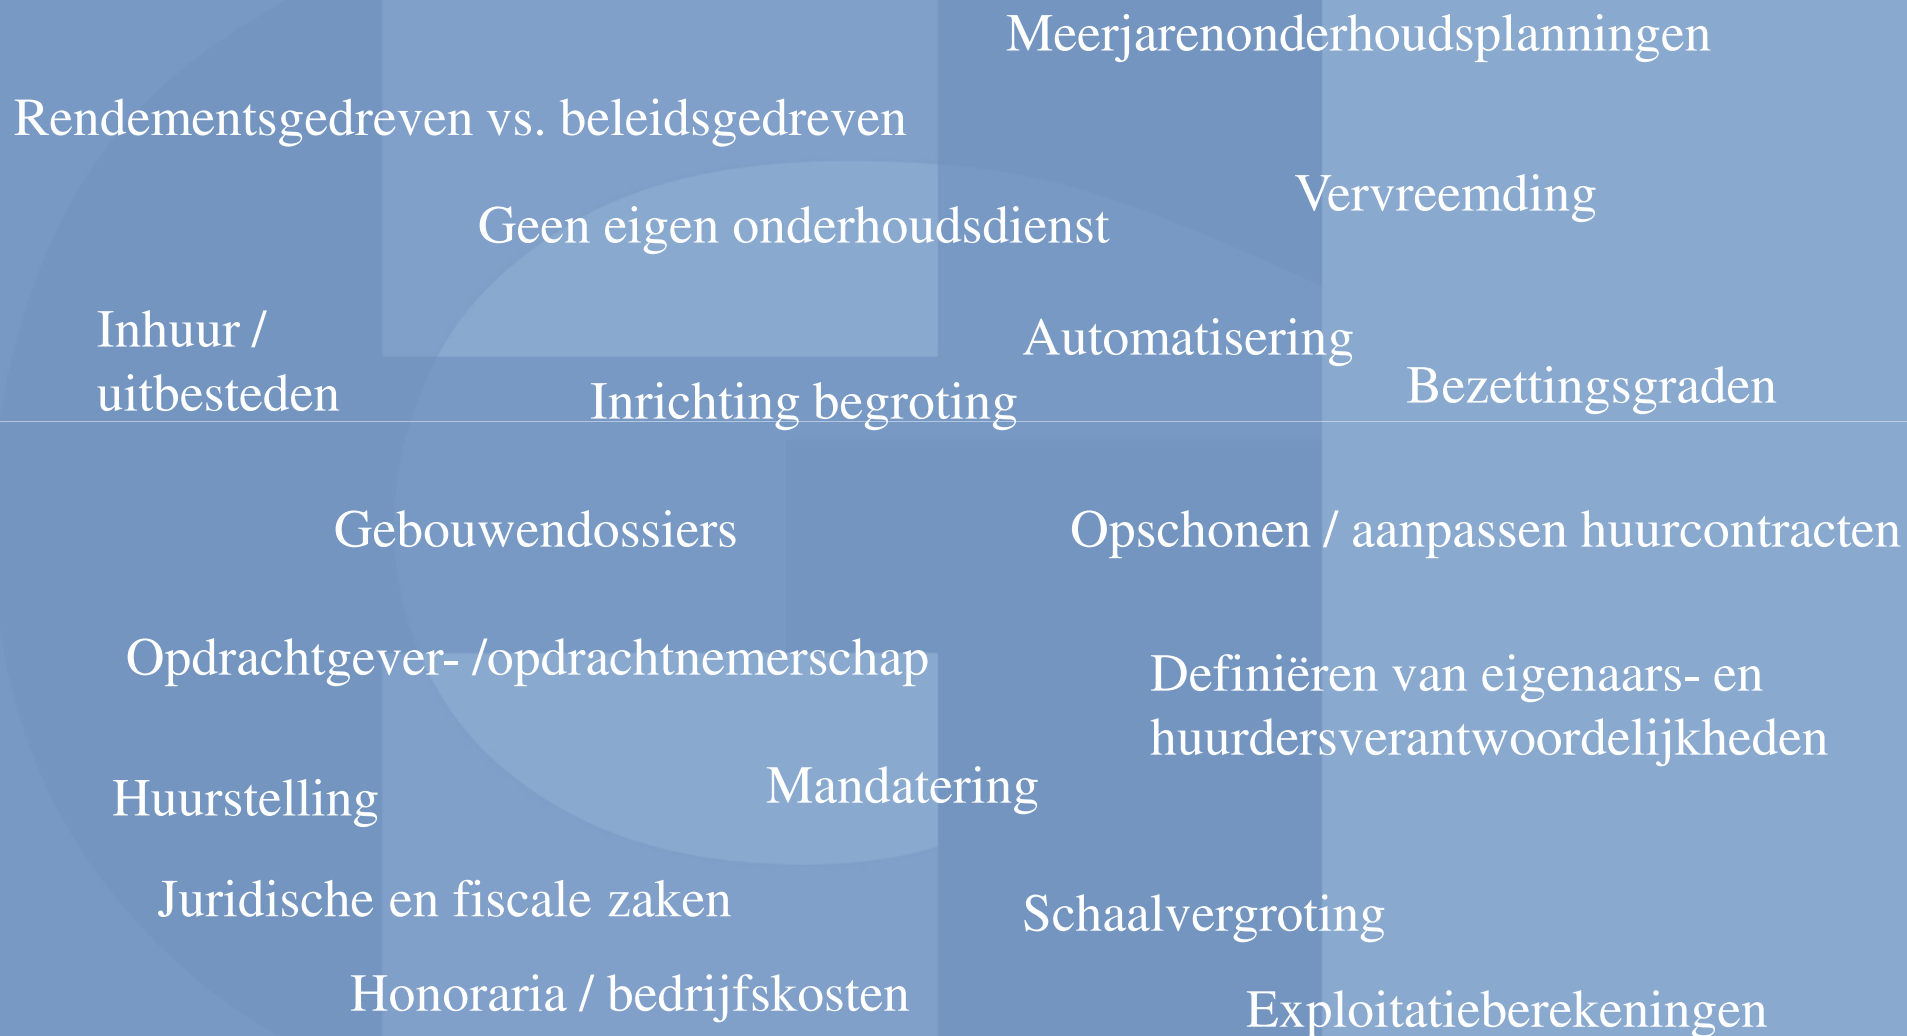 Meerjarenonderhoudsplanningen
Rendementsgedreven vs. beleidsgedreven
Vervreemding
Geen eigen onderhoudsdienst
Inhuur /
uitbesteden
Automatisering
Bezettingsgraden
Inrichting begroting
Gebouwendossiers
Opschonen / aanpassen huurcontracten
Opdrachtgever- /opdrachtnemerschap
Definiëren van eigenaars- en
huurdersverantwoordelijkheden
Mandatering
Huurstelling
Juridische en fiscale zaken
Schaalvergroting
Honoraria / bedrijfskosten
Exploitatieberekeningen